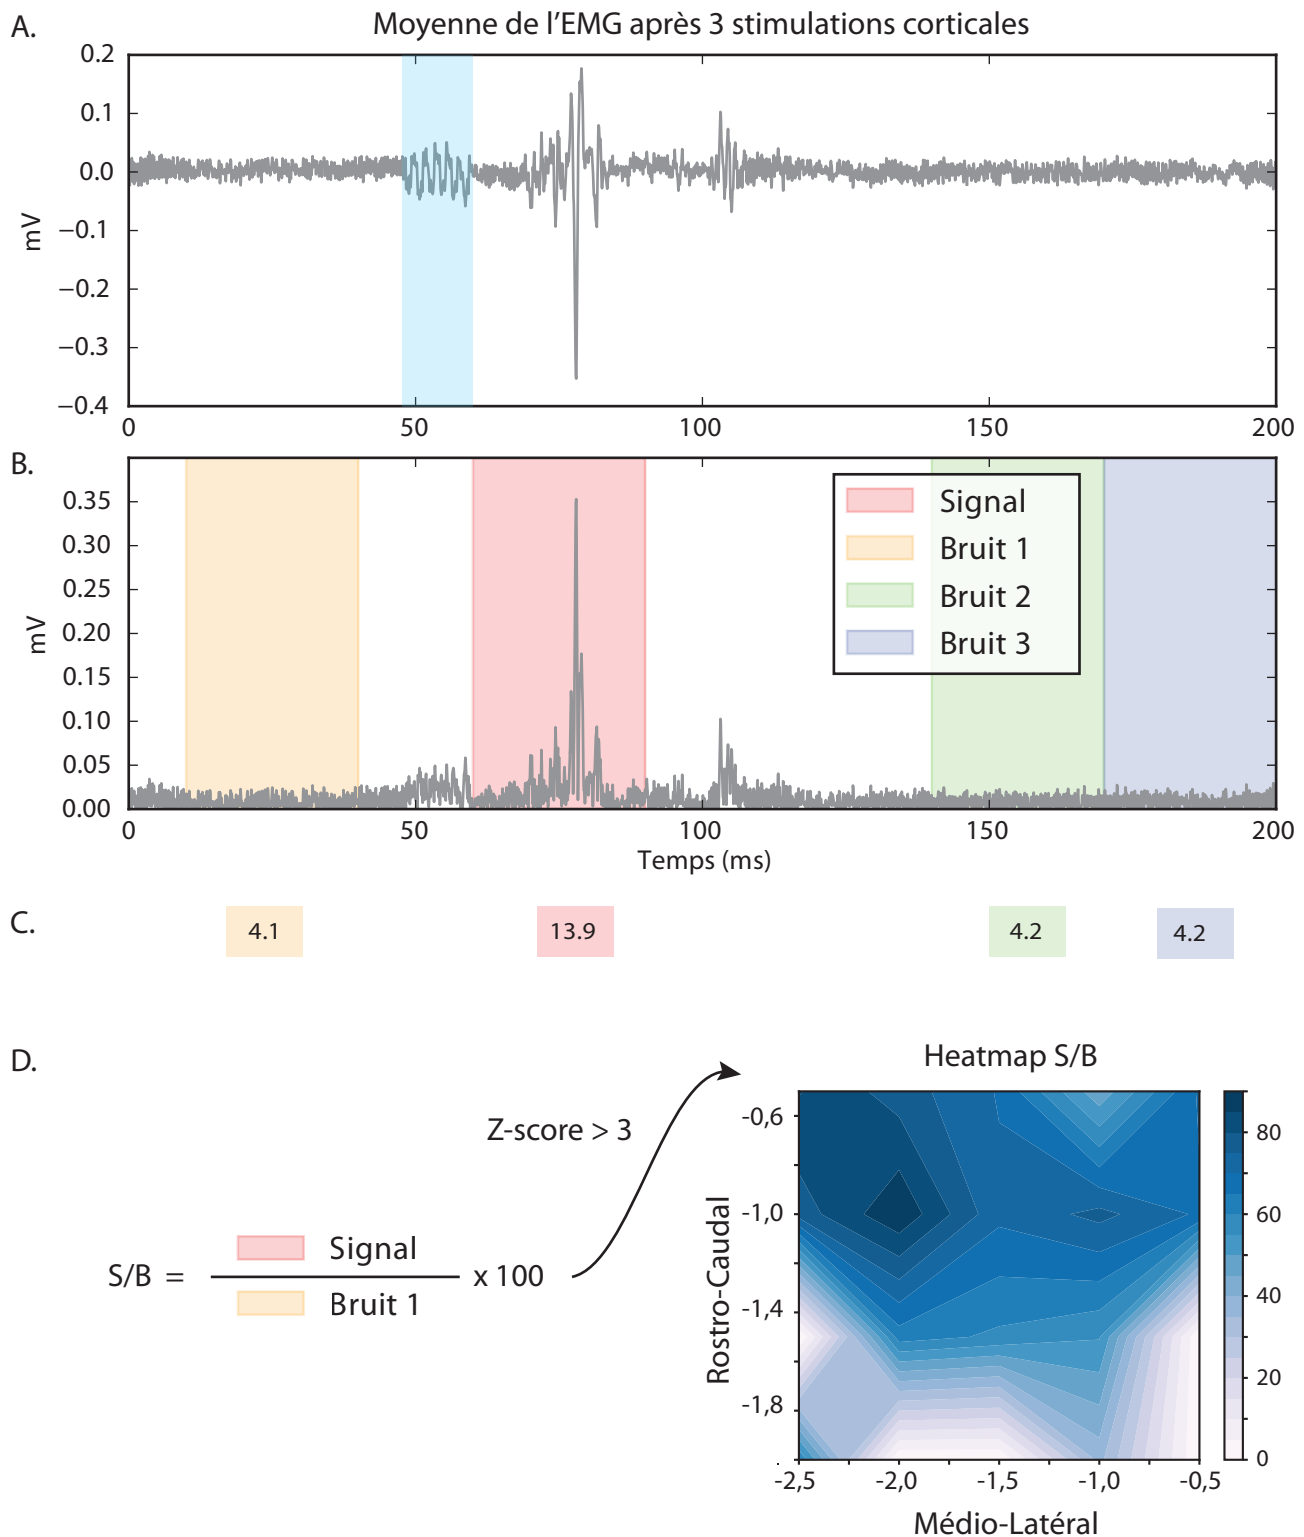 A.
Moyenne de l'EMG après 3 stimulations corticales
0.2
0.1
0.0
−0.1
−0.2
−0.3
−0.4
mV
0 50 100 150 200
B.
0.35
0.30
0.25
0.20
0.15
0.10
0.05
0.00
mV
Signal
Bruit 1
Bruit 2
Bruit 3
0 50 100 150 200
Temps (ms)
C.
4.1 13.9 4.2 4.2
D.
S/B = Signal
Bruit 1
x 100
Z-score > 3
Heatmap S/B
-0,6
-1,0
-1,4
-1,8
Rostro-Caudal
-2,5 -2,0 -1,5 -1,0 -0,5
Médio-Latéral
80
60
40
20
0